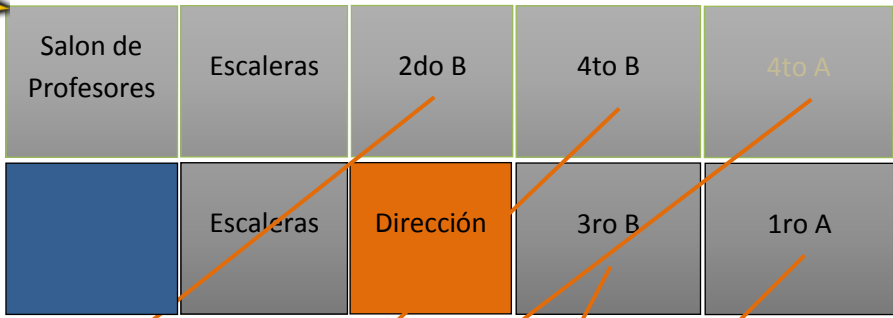 Salon de
Profesores
Escaleras
2do B
4to B
4to A
Escaleras
Dirección
3ro B
1ro A